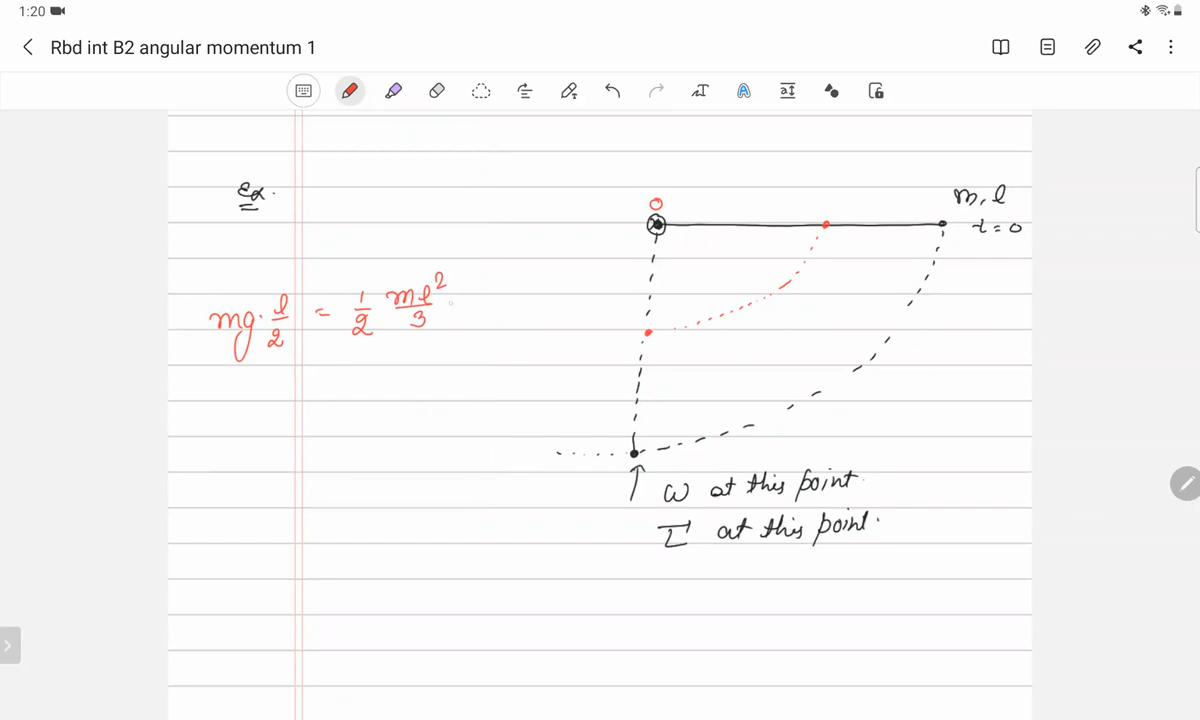 1:20
Rbd int B2 angular momentum 1
Ex.
O
m, l
t = 0
mg. l/2 = 1/2 ml²/3
ω at this point.
at this point.